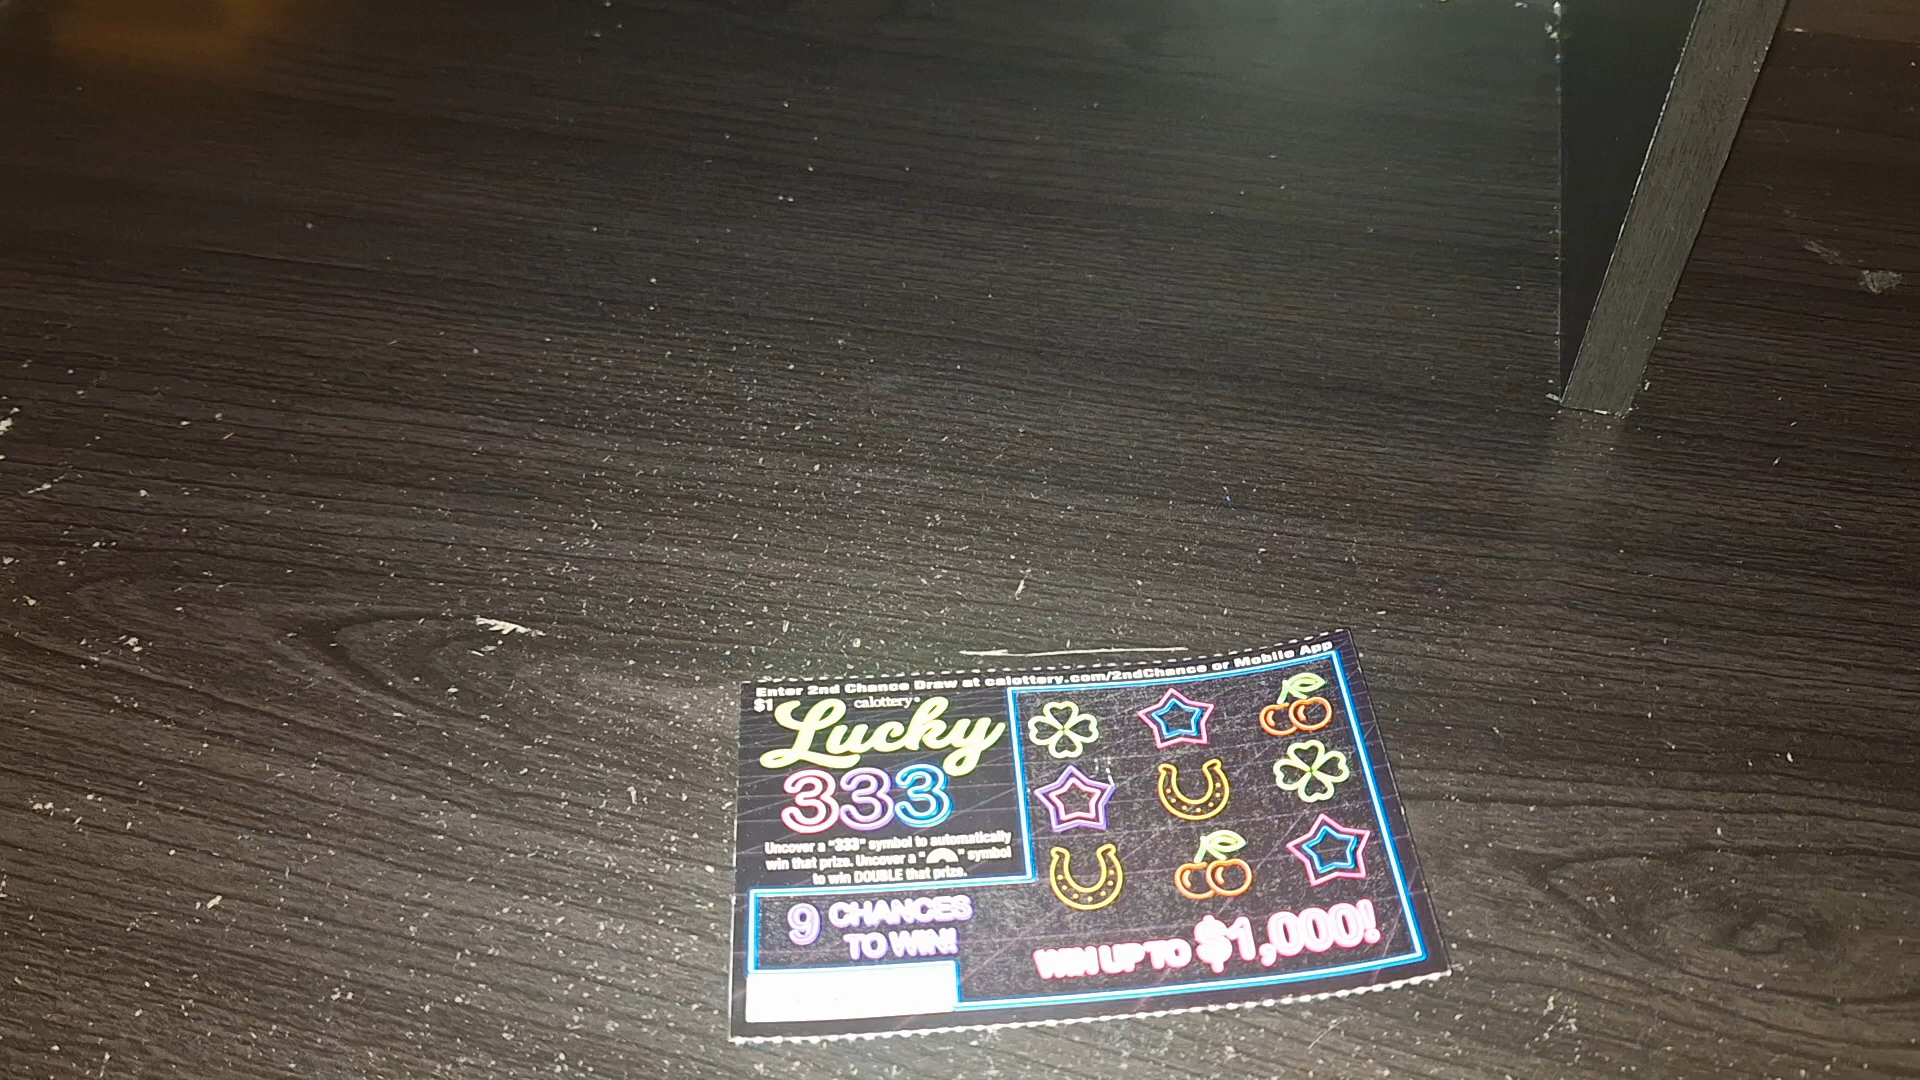 Enter 2nd Chance Draw at calottery.com/2ndChance or Mobile App
$1
calottery
Lucky
333
Uncover a "333" symbol to automatically
win that prize. Uncover a " " symbol
to win DOUBLE that prize.
9 CHANCES
TO WIN!
WIN UP TO $1,000!